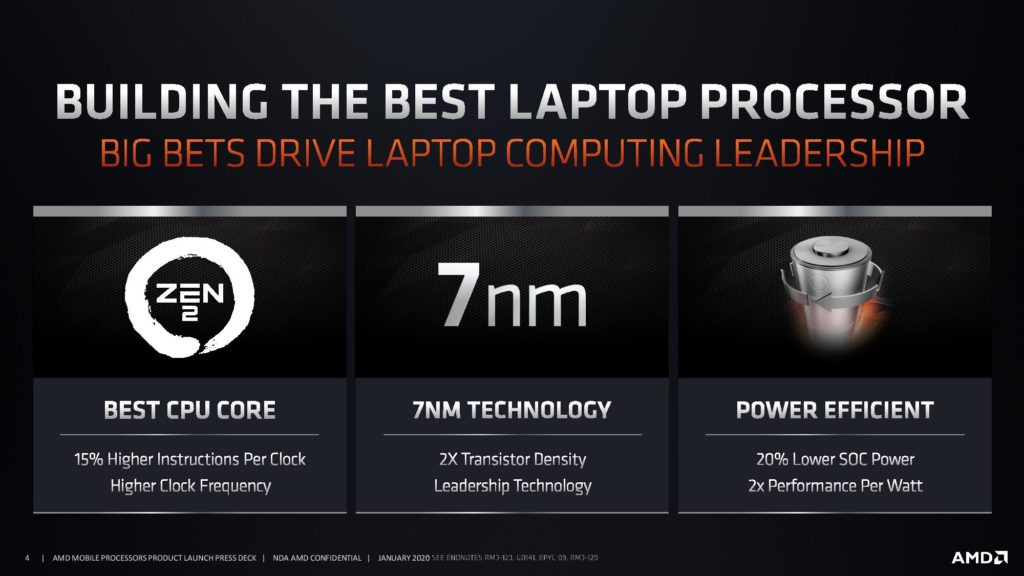 BUILDING THE BEST LAPTOP PROCESSOR
BIG BETS DRIVE LAPTOP COMPUTING LEADERSHIP
ZEN
2
BEST CPU CORE
15% Higher Instructions Per Clock
Higher Clock Frequency
7nm
7NM TECHNOLOGY
2X Transistor Density
Leadership Technology
POWER EFFICIENT
20% Lower SOC Power
2x Performance Per Watt
4 | AMD MOBILE PROCESSORS PRODUCT LAUNCH PRESS DECK | NDA AMD CONFIDENTIAL | JANUARY 2020 SEE ENDNOTES RM3-123, GD141, EPYC 09, RM3-129
AMD